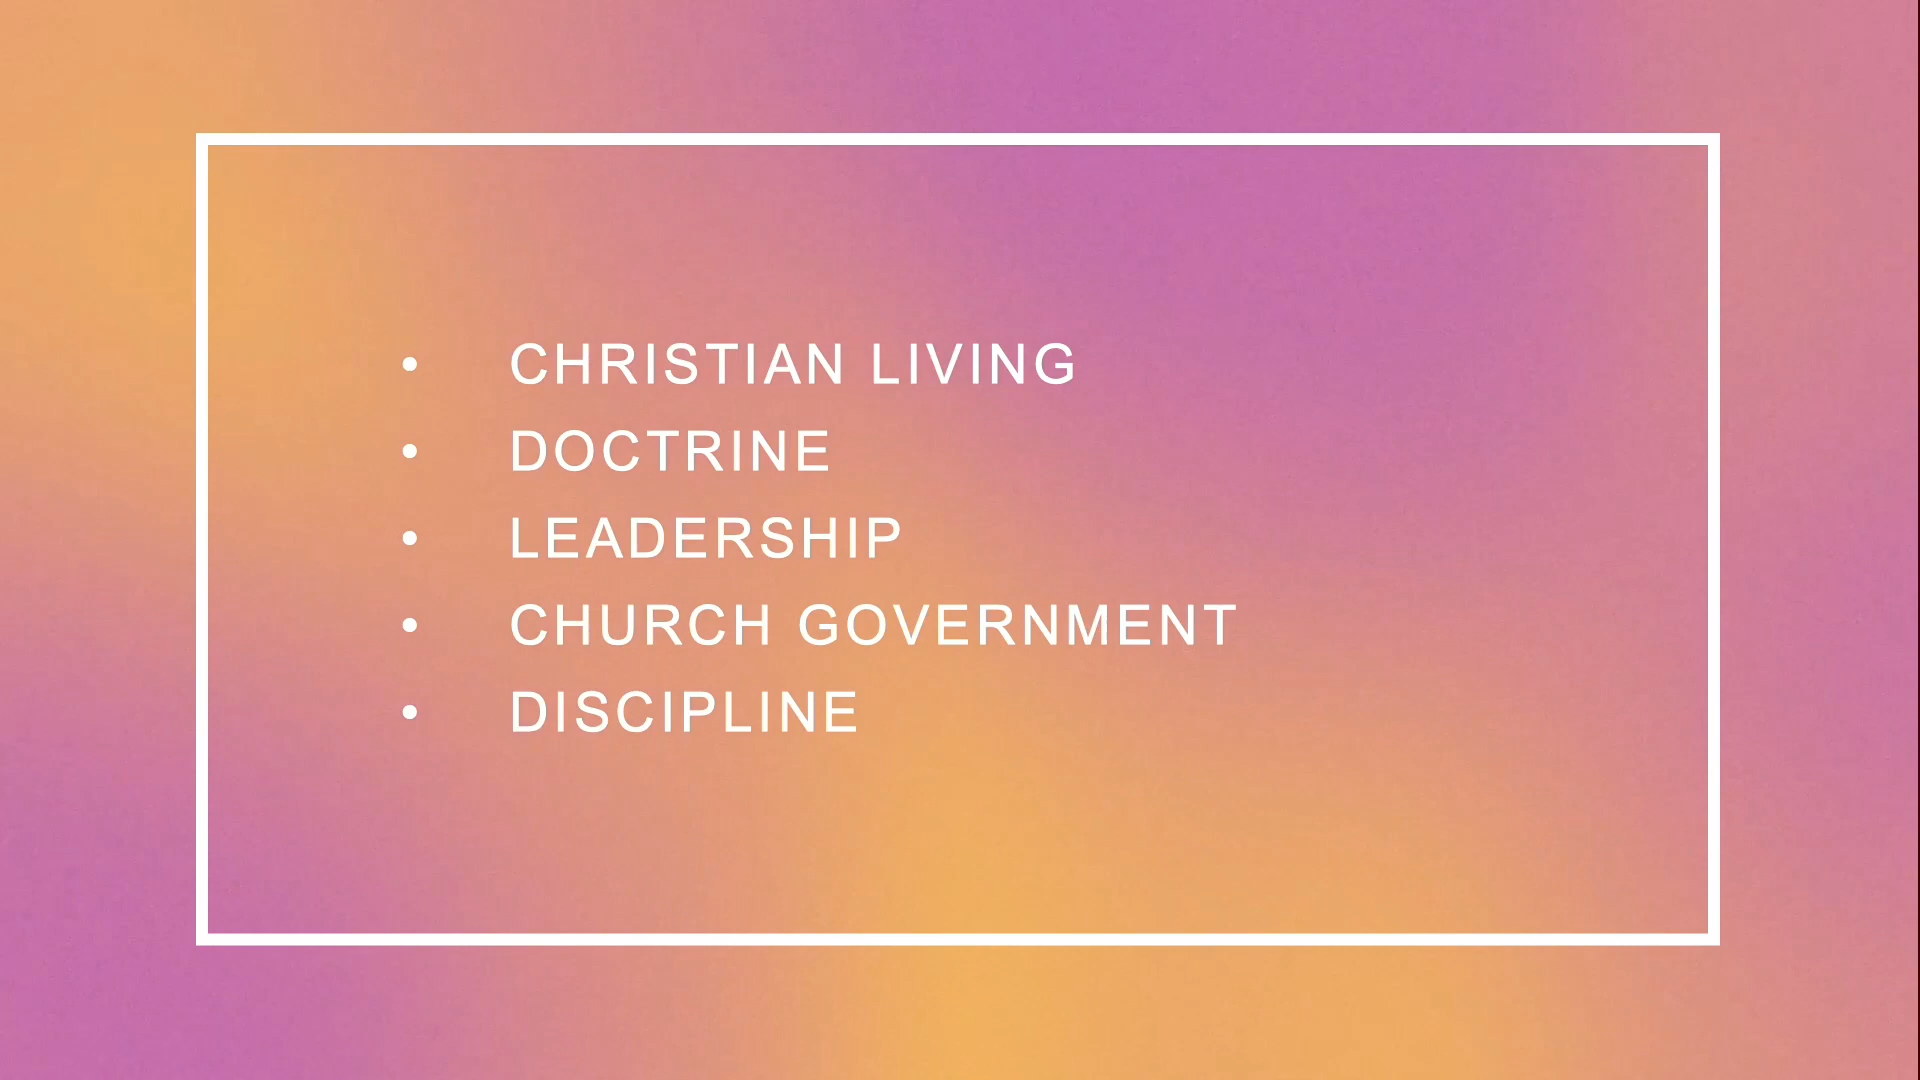 • CHRISTIAN LIVING
• DOCTRINE
• LEADERSHIP
• CHURCH GOVERNMENT
• DISCIPLINE